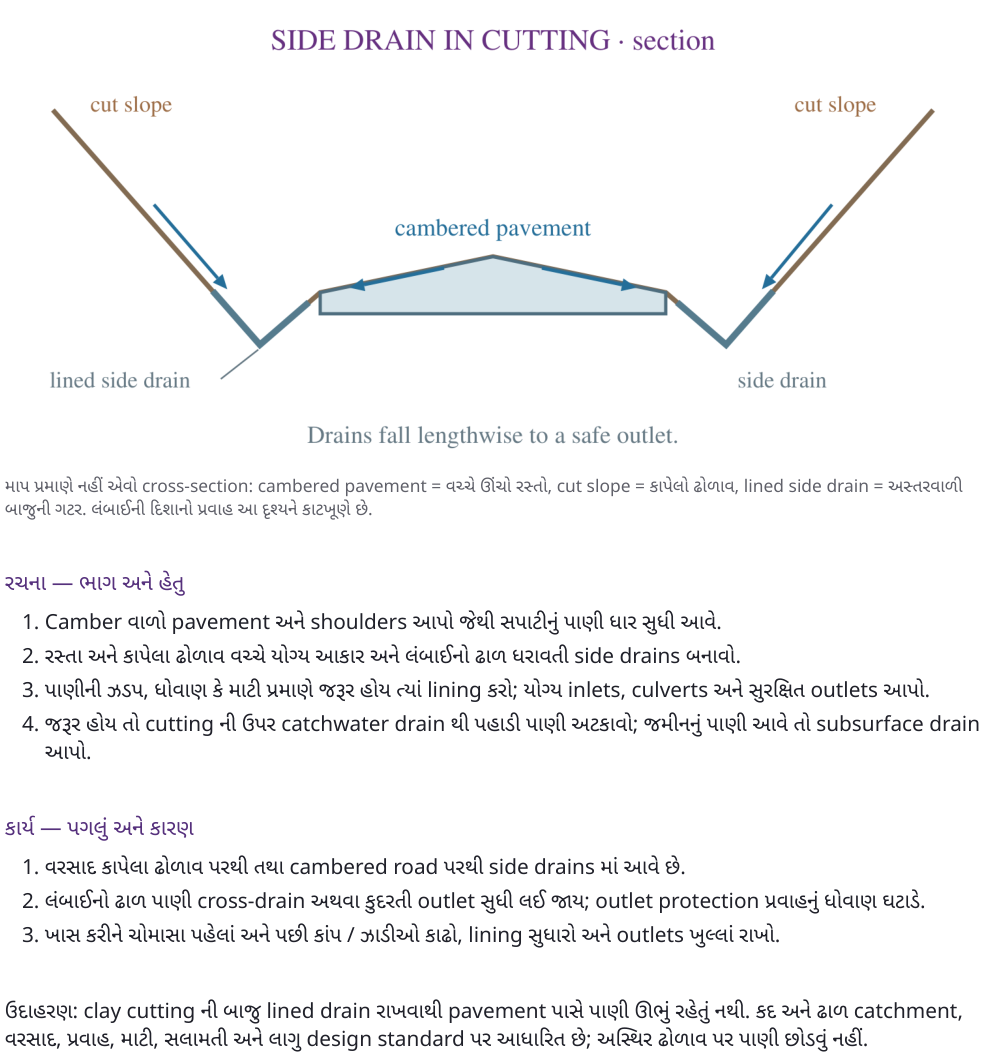 SIDE DRAIN IN CUTTING · section
cut slope
cut slope
cambered pavement
lined side drain
side drain
Drains fall lengthwise to a safe outlet.
માપ પ્રમાણે નહીં એવો cross-section: cambered pavement = વચ્ચે ઊંચો રસ્તો, cut slope = કાપેલો ઢોળાવ, lined side drain = અસ્તરવાળી
બાજુની ગટર. લંબાઈની દિશાનો પ્રવાહ આ દૃશ્યને કાટખૂણે છે.
રચના — ભાગ અને હેતુ
1. Camber વાળો pavement અને shoulders આપો જેથી સપાટીનું પાણી ધાર સુધી આવે.
2. રસ્તા અને કાપેલા ઢોળાવ વચ્ચે યોગ્ય આકાર અને લંબાઈનો ઢાળ ધરાવતી side drains બનાવો.
3. પાણીની ઝડપ, ધોવાણ કે માટી પ્રમાણે જરૂર હોય ત્યાં lining કરો; યોગ્ય inlets, culverts અને સુરક્ષિત outlets આપો.
4. જરૂર હોય તો cutting ની ઉપર catchwater drain થી પહાડી પાણી અટકાવો; જમીનનું પાણી આવે તો subsurface drain
આપો.
કાર્ય — પગલું અને કારણ
1. વરસાદ કાપેલા ઢોળાવ પરથી તથા cambered road પરથી side drains માં આવે છે.
2. લંબાઈનો ઢાળ પાણી cross-drain અથવા કુદરતી outlet સુધી લઈ જાય; outlet protection પ્રવાહનું ધોવાણ ઘટાડે.
3. ખાસ કરીને ચોમાસા પહેલાં અને પછી કાંપ / ઝાડીઓ કાઢો, lining સુધારો અને outlets ખુલ્લાં રાખો.
ઉદાહરણ: clay cutting ની બાજુ lined drain રાખવાથી pavement પાસે પાણી ઊભું રહેતું નથી. કદ અને ઢાળ catchment,
વરસાદ, પ્રવાહ, માટી, સલામતી અને લાગુ design standard પર આધારિત છે; અસ્થિર ઢોળાવ પર પાણી છોડવું નહીં.